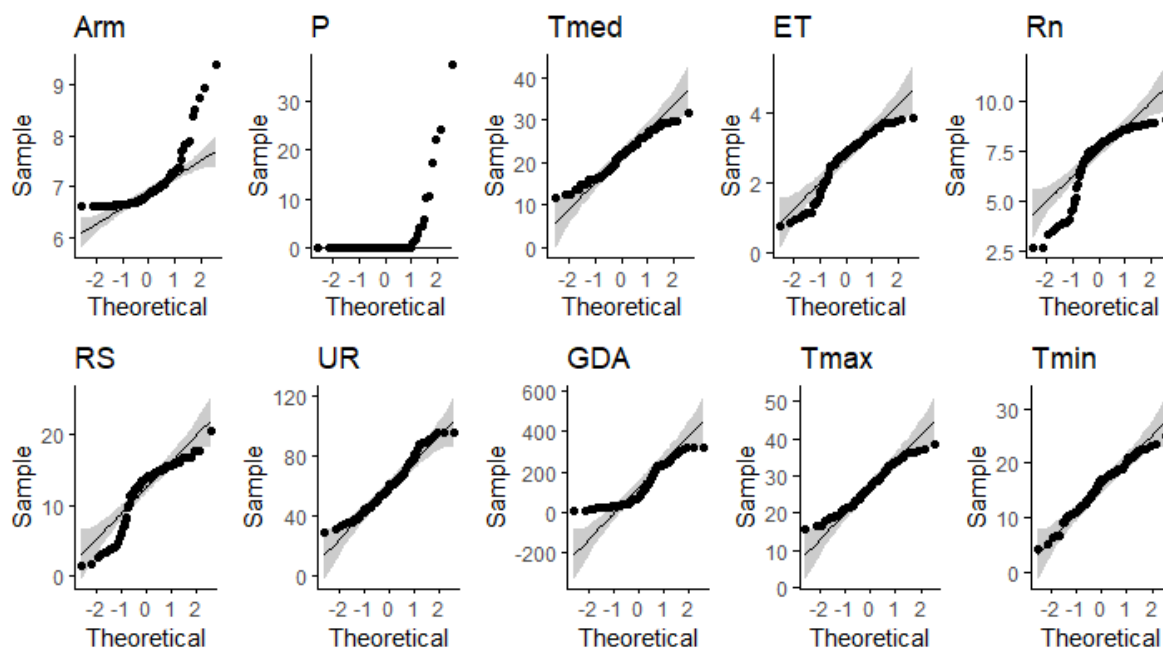 Arm P Tmed ET Rn
9
8
7
6
Sample
-2 -1 0 1 2
Theoretical
30
20
10
0
Sample
-2 -1 0 1 2
Theoretical
40
30
20
10
0
Sample
-2 -1 0 1 2
Theoretical
4
2
0
Sample
-2 -1 0 1 2
Theoretical
10.0
7.5
5.0
2.5
Sample
-2 -1 0 1 2
Theoretical
RS UR GDA Tmax Tmin
20
10
0
Sample
-2 -1 0 1 2
Theoretical
120
80
40
0
Sample
-2 -1 0 1 2
Theoretical
600
400
200
0
-200
Sample
-2 -1 0 1 2
Theoretical
50
40
30
20
10
0
Sample
-2 -1 0 1 2
Theoretical
30
20
10
0
Sample
-2 -1 0 1 2
Theoretical